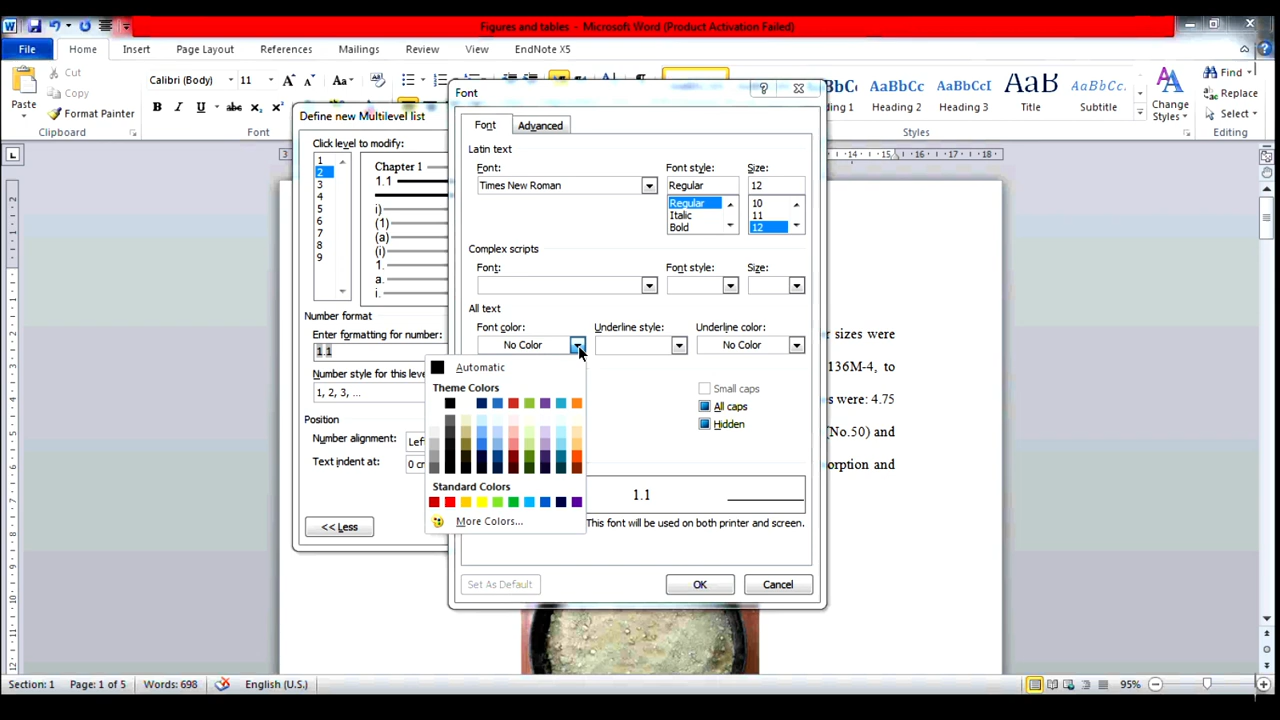 Figures and tables - Microsoft Word (Product Activation Failed)
File Home Insert Page Layout References Mailings Review View EndNote X5
Cut
Copy
Paste
Format Painter
Clipboard
Calibri (Body) 11
Font
Heading 2
Heading 3
Title
Subtitle
Change
Styles
Styles
Find
Replace
Select
Editing
Define new Multilevel list
Click level to modify:
1
2
3
4
5
6
7
8
9
Chapter 1
1.1
i)
(1)
(a)
(i)
1.
a.
i.
Number format
Enter formatting for number:
1.1
Number style for this leve
1, 2, 3, ...
Position
Number alignment: Left
Text indent at: 0 c
<< Less
Font
Font Advanced
Latin text
Font: Font style: Size:
Times New Roman Regular 12
Regular 10
Italic 11
Bold 12
Complex scripts
Font: Font style: Size:
All text
Font color: Underline style: Underline color:
No Color No Color
Automatic
Theme Colors
Standard Colors
More Colors...
Small caps
All caps
Hidden
1.1
This font will be used on both printer and screen.
Set As Default OK Cancel
r sizes were
136M-4, to
es were: 4.75
(No.50) and
orption and
14 15 16 17 18
Section: 1 Page: 1 of 5 Words: 698 English (U.S.) 95%